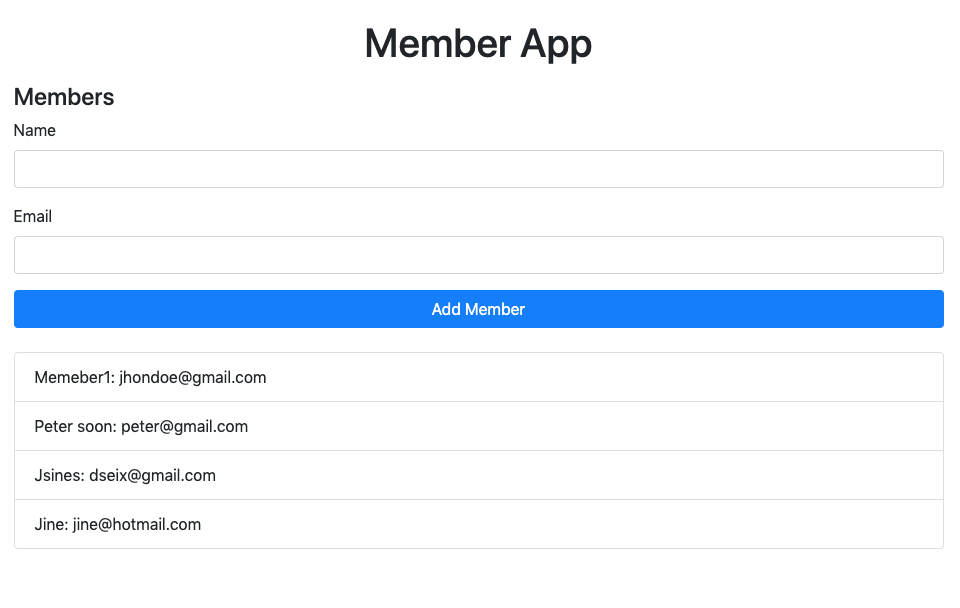 Member App
Members
Name
Email
Add Member
Memeber1: jhondoe@gmail.com
Peter soon: peter@gmail.com
Jsines: dseix@gmail.com
Jine: jine@hotmail.com